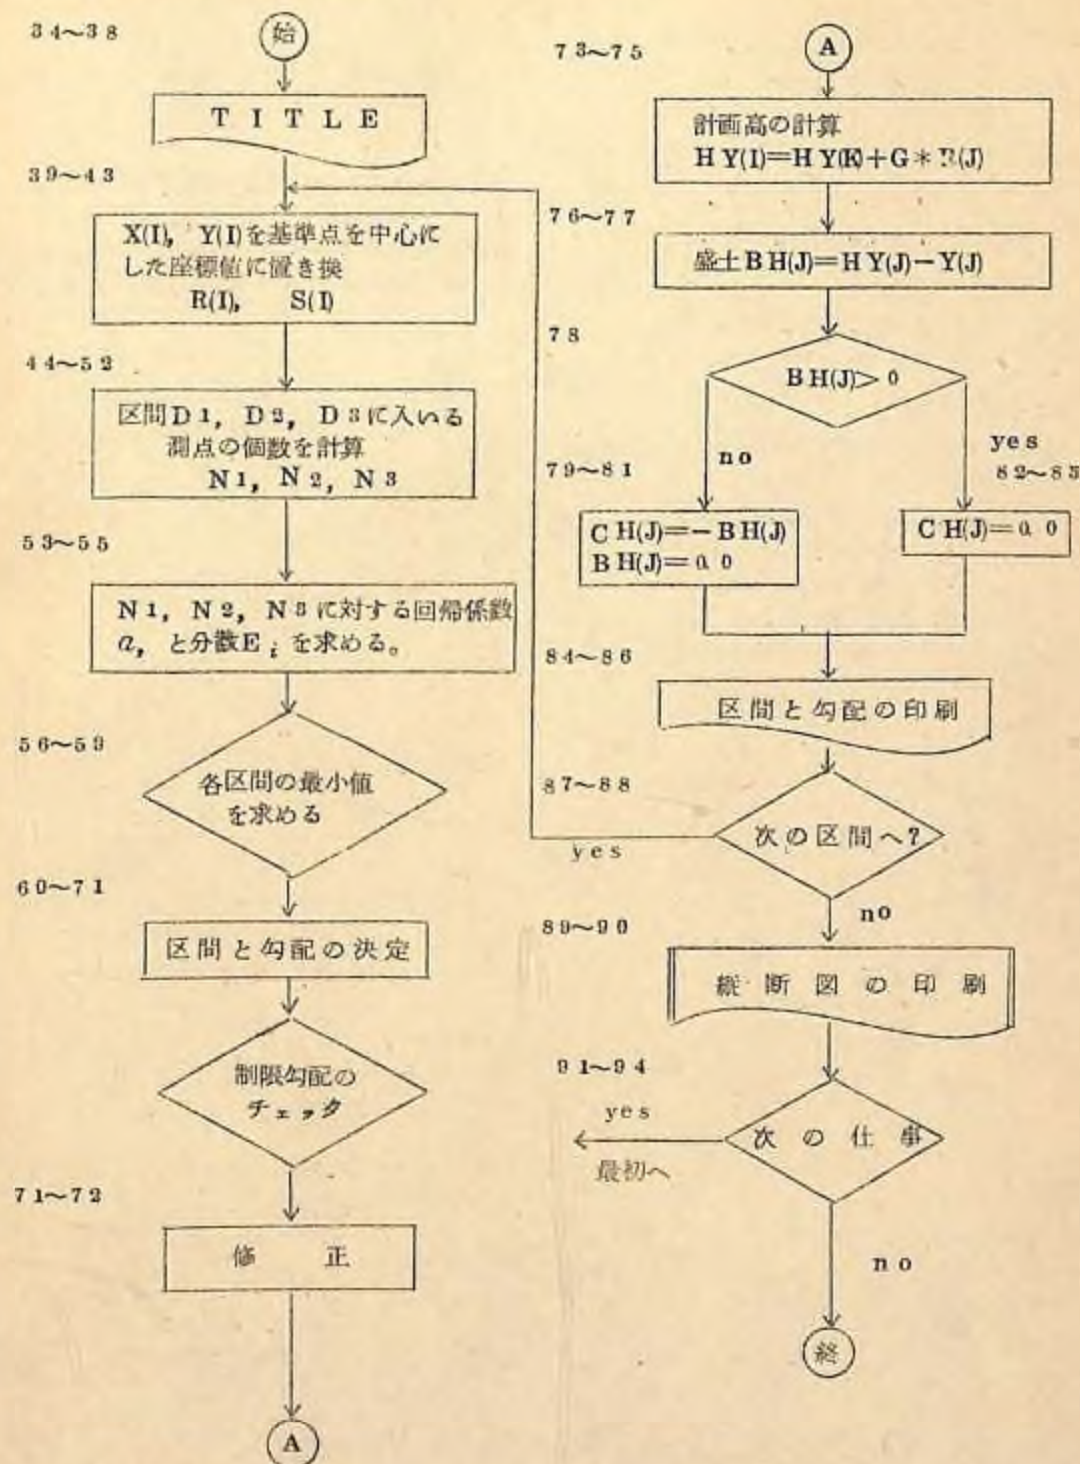 34~38
始
TITLE
39~43
X(I), Y(I)を基準点を中心に
した座標値に置き換
R(I), S(I)
44~52
区間D1, D2, D3に入いる
測点の個数を計算
N1, N2, N3
53~55
N1, N2, N3に対する回帰係数
a, と分散Eiを求める。
56~59
各区間の最小値
を求める
60~71
区間と勾配の決定
制限勾配の
チェック
71~72
修正
A
73~75
A
計画高の計算
HY(I)=HY(K)+G*R(J)
76~77
盛土BH(J)=HY(J)-Y(J)
78
BH(J)>0
no
yes
79~81
82~83
CH(J)=-BH(J)
BH(J)=0.0
CH(J)=0.0
84~86
区間と勾配の印刷
87~88
次の区間へ?
yes
no
89~90
縦断図の印刷
91~94
yes
次の仕事
最初へ
no
終